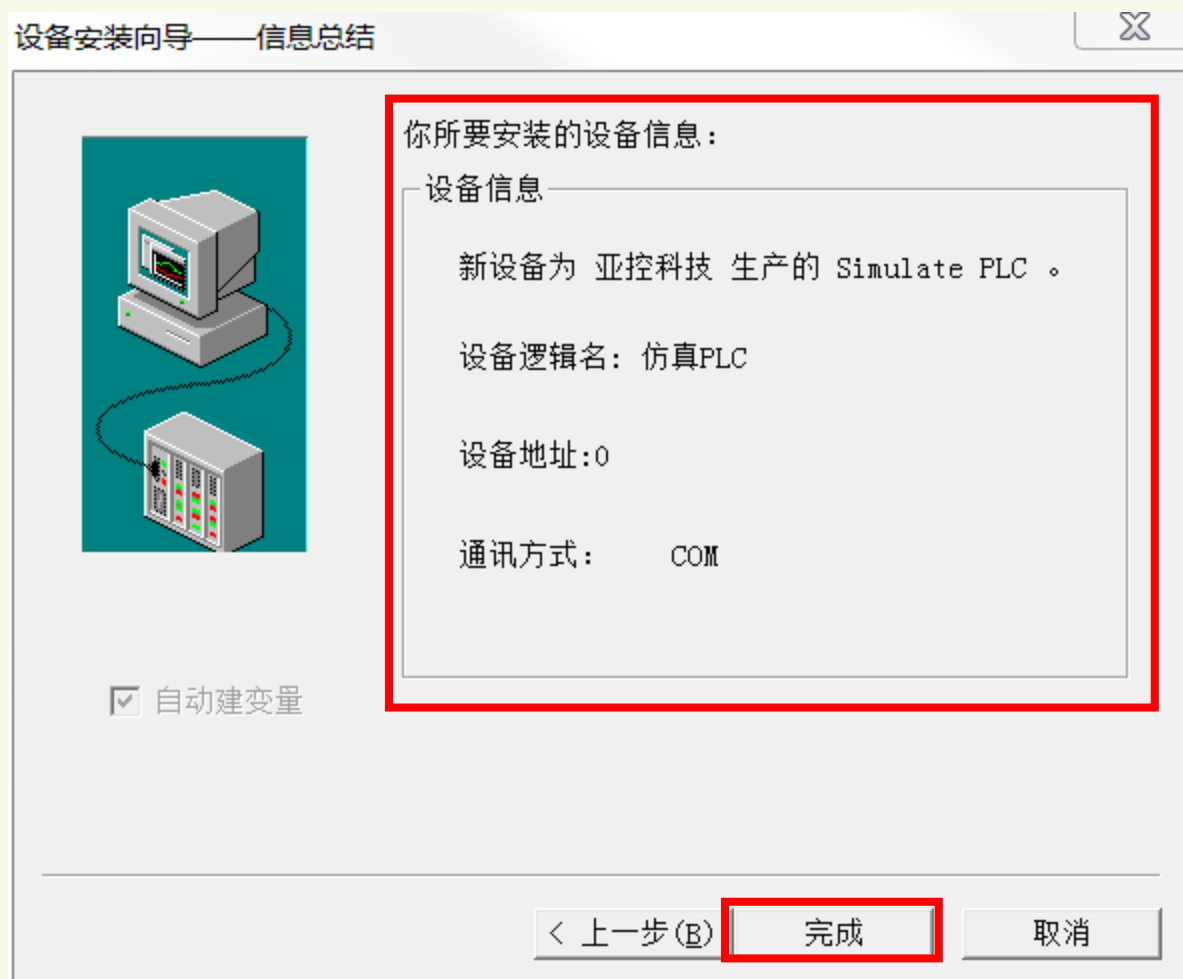 设备安装向导——信息总结
你所要安装的设备信息：
设备信息
新设备为 亚控科技 生产的 Simulate PLC 。
设备逻辑名: 仿真PLC
设备地址:0
通讯方式: COM
自动建变量
< 上一步(B)
完成
取消